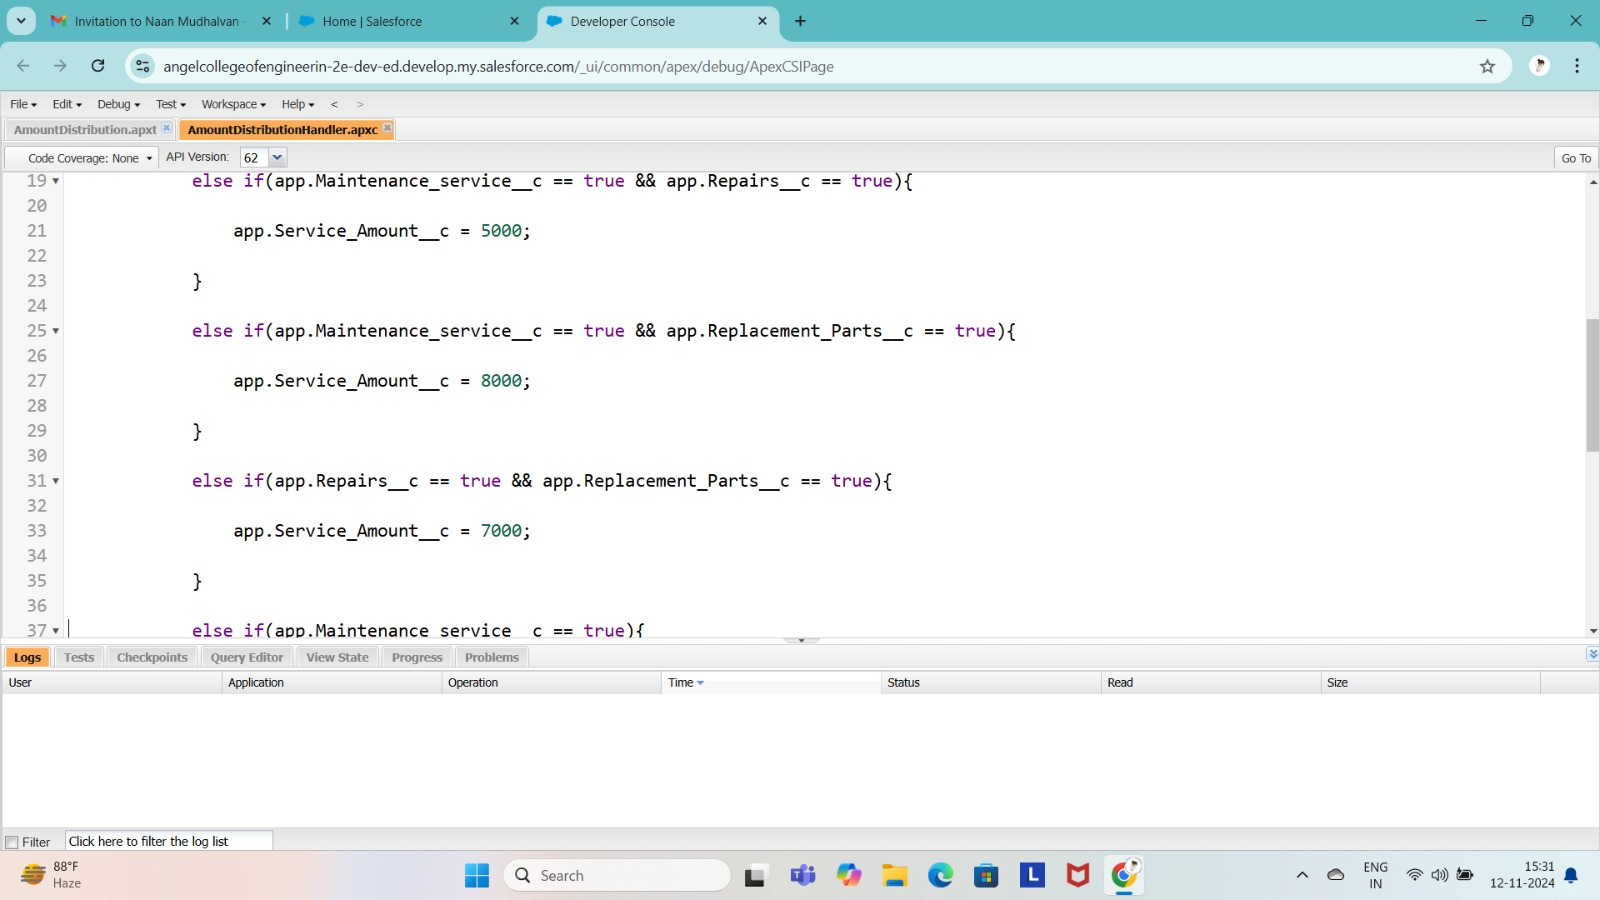 Invitation to Naan Mudhalvan
Home | Salesforce
Developer Console
angelcollegeofengineerin-2e-dev-ed.develop.my.salesforce.com/_ui/common/apex/debug/ApexCSIPage
File Edit Debug Test Workspace Help < >
AmountDistribution.apxt AmountDistributionHandler.apxc
Code Coverage: None API Version: 62 Go To
19 else if(app.Maintenance_service__c == true && app.Repairs__c == true){
20
21 app.Service_Amount__c = 5000;
22
23 }
24
25 else if(app.Maintenance_service__c == true && app.Replacement_Parts__c == true){
26
27 app.Service_Amount__c = 8000;
28
29 }
30
31 else if(app.Repairs__c == true && app.Replacement_Parts__c == true){
32
33 app.Service_Amount__c = 7000;
34
35 }
36
37 else if(app.Maintenance_service__c == true){
Logs Tests Checkpoints Query Editor View State Progress Problems
User Application Operation Time Status Read Size
Filter Click here to filter the log list
88°F
Haze
Search
L
ENG
IN
15:31
12-11-2024